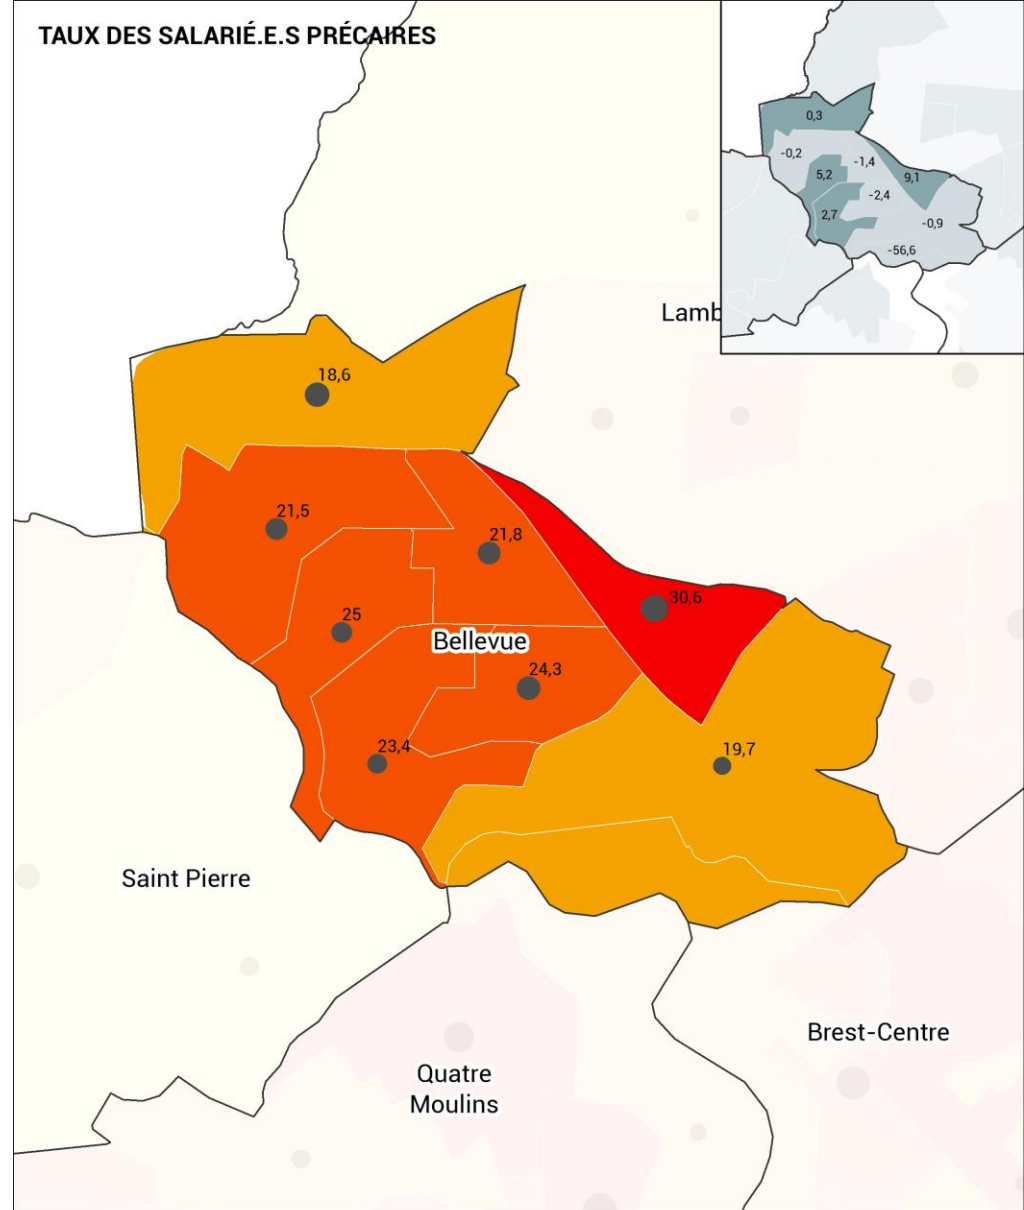 TAUX DES SALARIÉ.E.S PRÉCAIRES
0,3
-0,2
-1,4
5,2
9,1
-2,4
2,7
-0,9
-56,6
Lamb
18,6
21,5
21,8
30,6
25
Bellevue
24,3
23,4
19,7
Saint Pierre
Brest-Centre
Quatre
Moulins